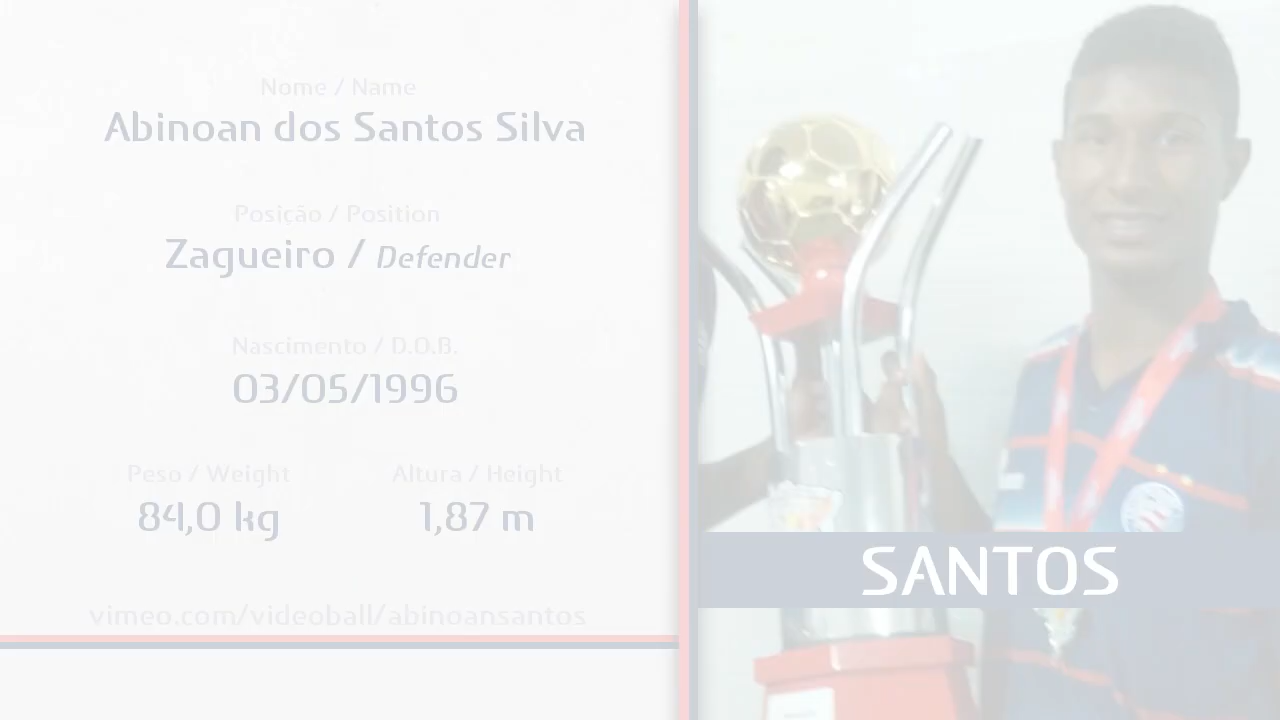 Nome / Name
Abinoan dos Santos Silva
Posição / Position
Zagueiro / Defender
Nascimento / D.O.B.
03/05/1996
Peso / Weight
Altura / Height
84,0 kg
1,87 m
vimeo.com/videoball/abinoansantos
SANTOS